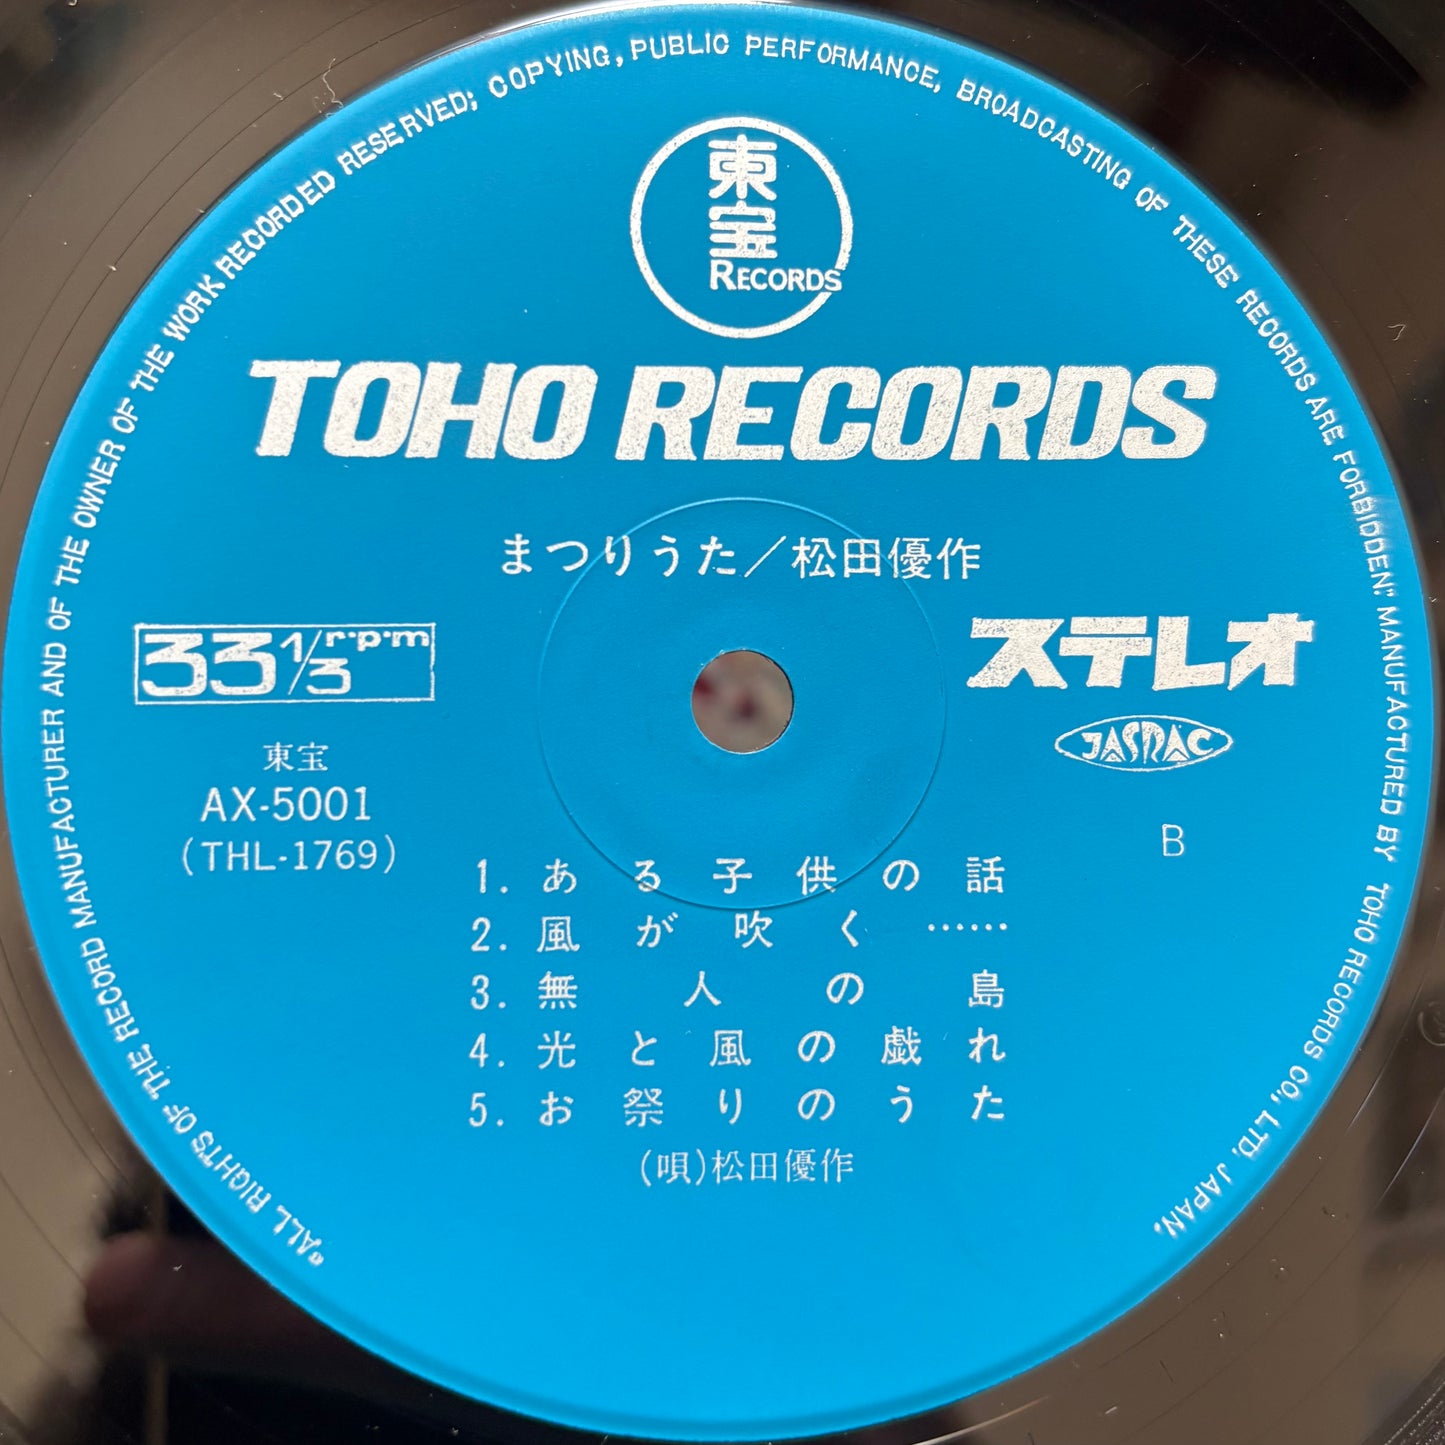 "ALL RIGHTS OF THE RECORD MANUFACTURER AND OF THE OWNER OF THE WORK RECORDED RESERVED; COPYING, PUBLIC PERFORMANCE, BROADCASTING OF THESE RECORDS ARE FORBIDDEN." MANUFACTURED BY TOHO RECORDS CO., LTD. JAPAN.
東宝
RECORDS
TOHO RECORDS
まつりうた／松田優作
33 1/3 r·p·m
ステレオ
JASRAC
東宝
AX-5001
(THL-1769)
B
1. ある子供の話
2. 風が吹く……
3. 無人の島
4. 光と風の戯れ
5. お祭りのうた
(唄)松田優作